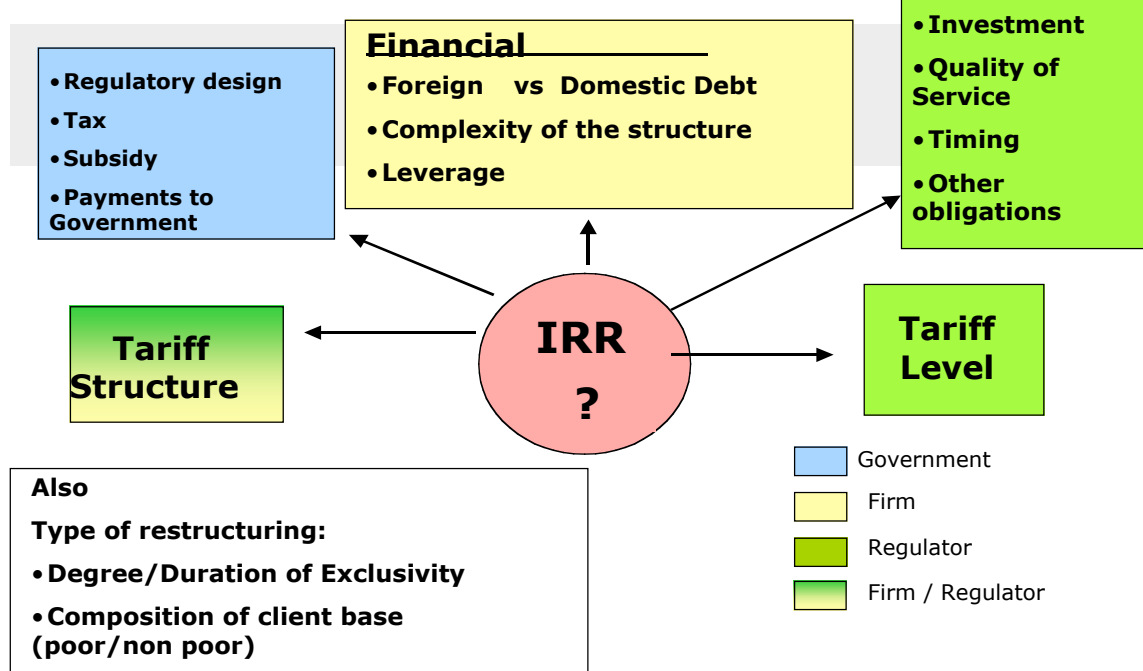 •Regulatory design
•Tax
•Subsidy
•Payments to
Government
Financial
•Foreign vs Domestic Debt
•Complexity of the structure
•Leverage
•Investment
•Quality of
Service
•Timing
•Other
obligations
Tariff
Structure
IRR
?
Tariff
Level
Also
Type of restructuring:
•Degree/Duration of Exclusivity
•Composition of client base
(poor/non poor)
Government
Firm
Regulator
Firm / Regulator